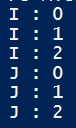 I : 0
I : 1
I : 2
J : 0
J : 1
J : 2